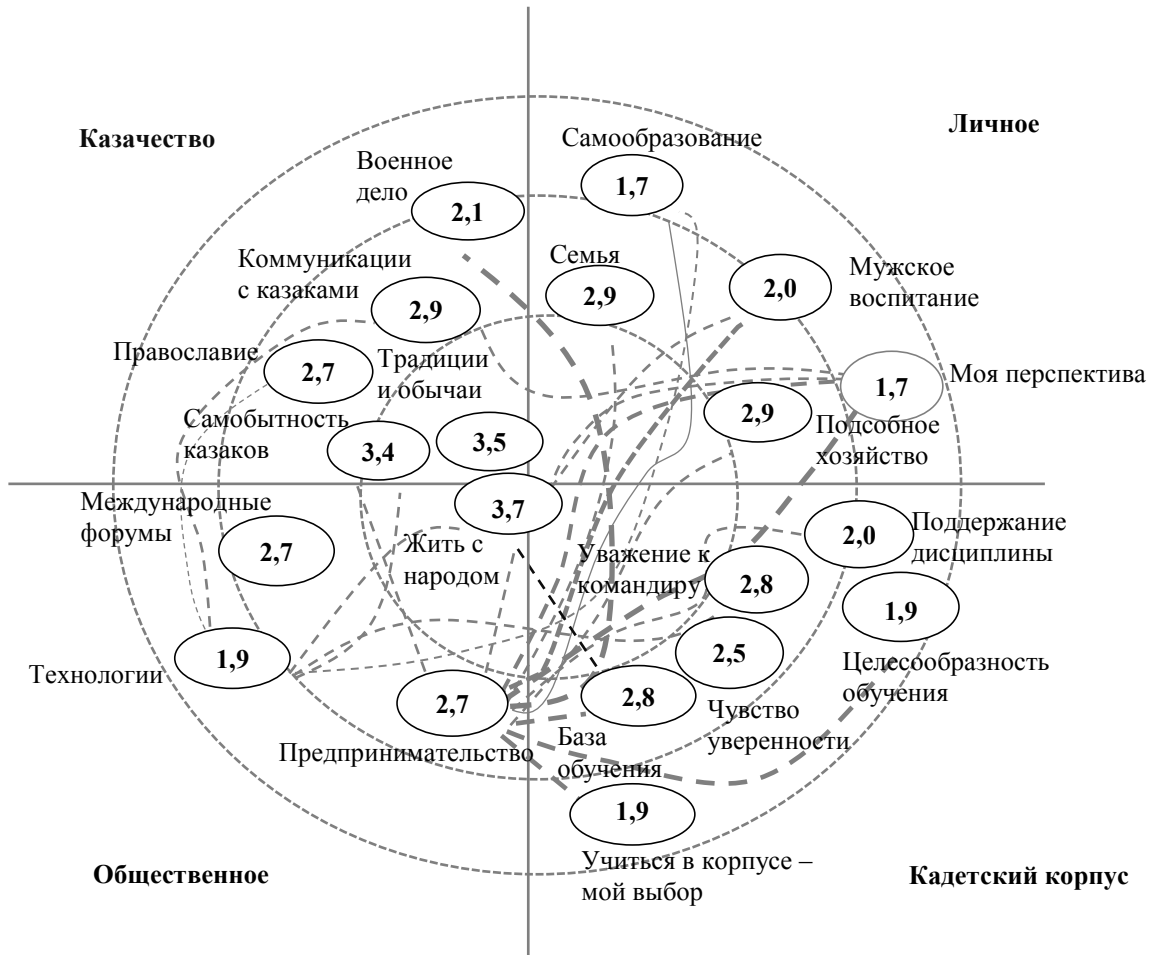 Казачество
Личное
Самообразование
1,7
Военное
дело
2,1
Коммуникации
с казаками
2,9
Семья
2,9
2,0
Мужское
воспитание
Православие
2,7
Традиции
и обычаи
1,7
Моя перспектива
Самобытность
казаков
3,4
3,5
2,9
Подсобное
хозяйство
Международные
форумы
2,7
3,7
Жить с
народом
Уважение к
командиру
2,8
2,0
Поддержание
дисциплины
1,9
Целесообразность
обучения
Технологии
1,9
2,5
Чувство
уверенности
2,7
Предпринимательство
2,8
База
обучения
1,9
Учиться в корпусе –
мой выбор
Общественное
Кадетский корпус